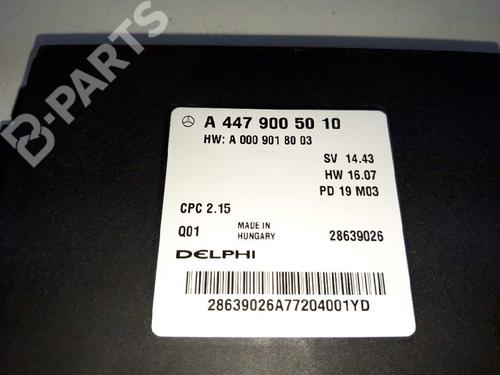 B-PARTS
A 447 900 50 10
HW: A 000 901 80 03
SV 14.43
HW 16.07
PD 19 M03
CPC 2.15
Q01 MADE IN HUNGARY 28639026
DELPHI
28639026A77204001YD